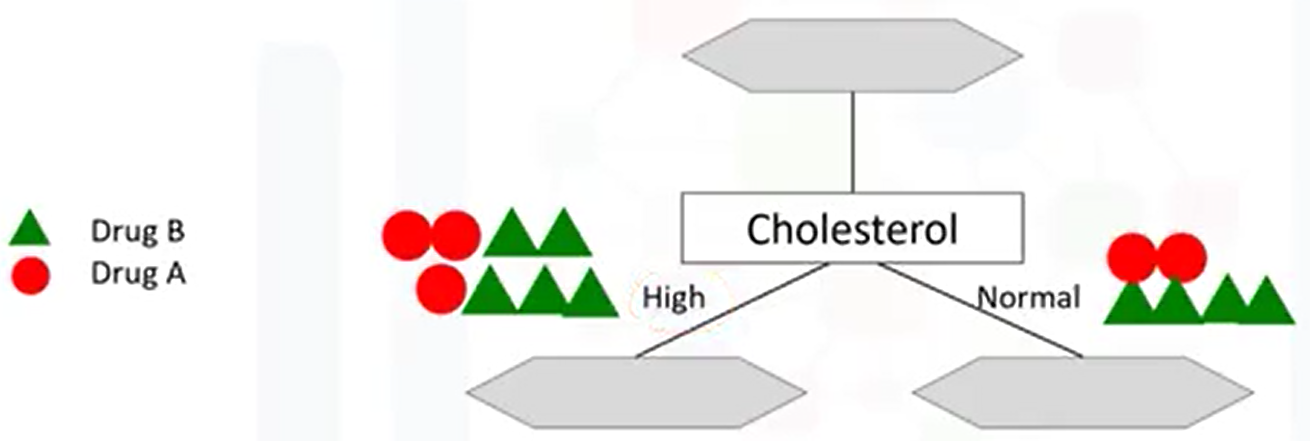 Drug B
Drug A
Cholesterol
High
Normal